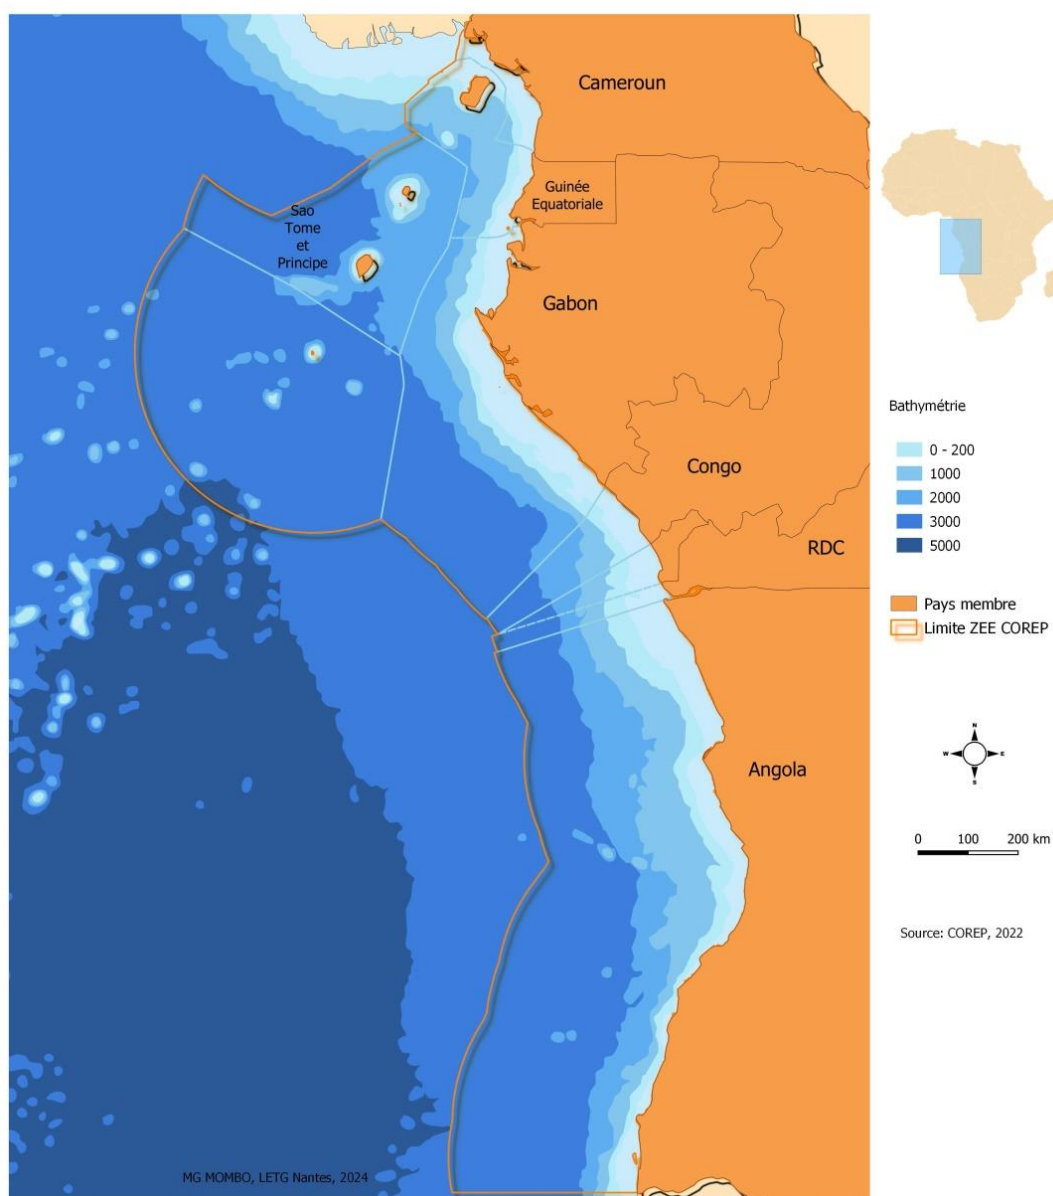 Cameroun
Guinée
Equatoriale
Sao
Tome
et
Principe
Gabon
Congo
RDC
Angola
MG MOMBO, LETG Nantes, 2024
Bathymétrie
0 - 200
1000
2000
3000
5000
Pays membre
Limite ZEE COREP
N
W E
S
0 100 200 km
Source: COREP, 2022